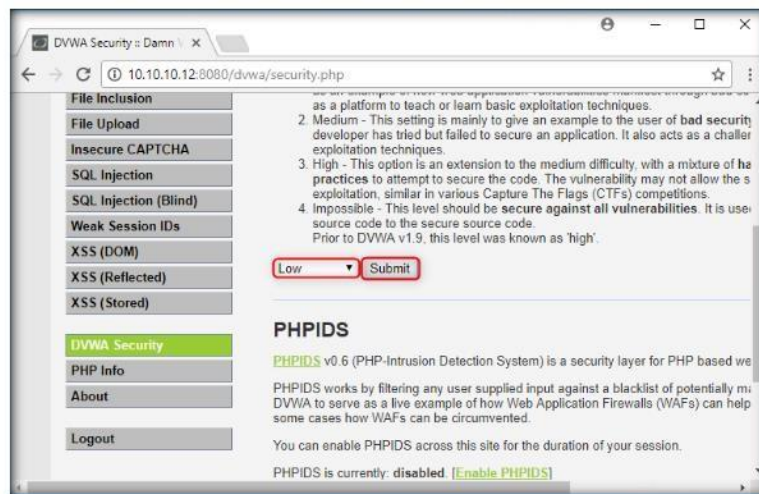 DVWA Security :: Damn V
10.10.10.12:8080/dvwa/security.php
File Inclusion
File Upload
Insecure CAPTCHA
SQL Injection
SQL Injection (Blind)
Weak Session IDs
XSS (DOM)
XSS (Reflected)
XSS (Stored)
DVWA Security
PHP Info
About
Logout
as a platform to teach or learn basic exploitation techniques.
2. Medium - This setting is mainly to give an example to the user of bad security
developer has tried but failed to secure an application. It also acts as a challen
exploitation techniques.
3. High - This option is an extension to the medium difficulty, with a mixture of ha
practices to attempt to secure the code. The vulnerability may not allow the s
exploitation, similar in various Capture The Flags (CTFs) competitions.
4. Impossible - This level should be secure against all vulnerabilities. It is use
source code to the secure source code.
Prior to DVWA v1.9, this level was known as 'high'.
Low Submit
PHPIDS
PHPIDS v0.6 (PHP-Intrusion Detection System) is a security layer for PHP based we
PHPIDS works by filtering any user supplied input against a blacklist of potentially ma
DVWA to serve as a live example of how Web Application Firewalls (WAFs) can help
some cases how WAFs can be circumvented.
You can enable PHPIDS across this site for the duration of your session.
PHPIDS is currently: disabled. [Enable PHPIDS]